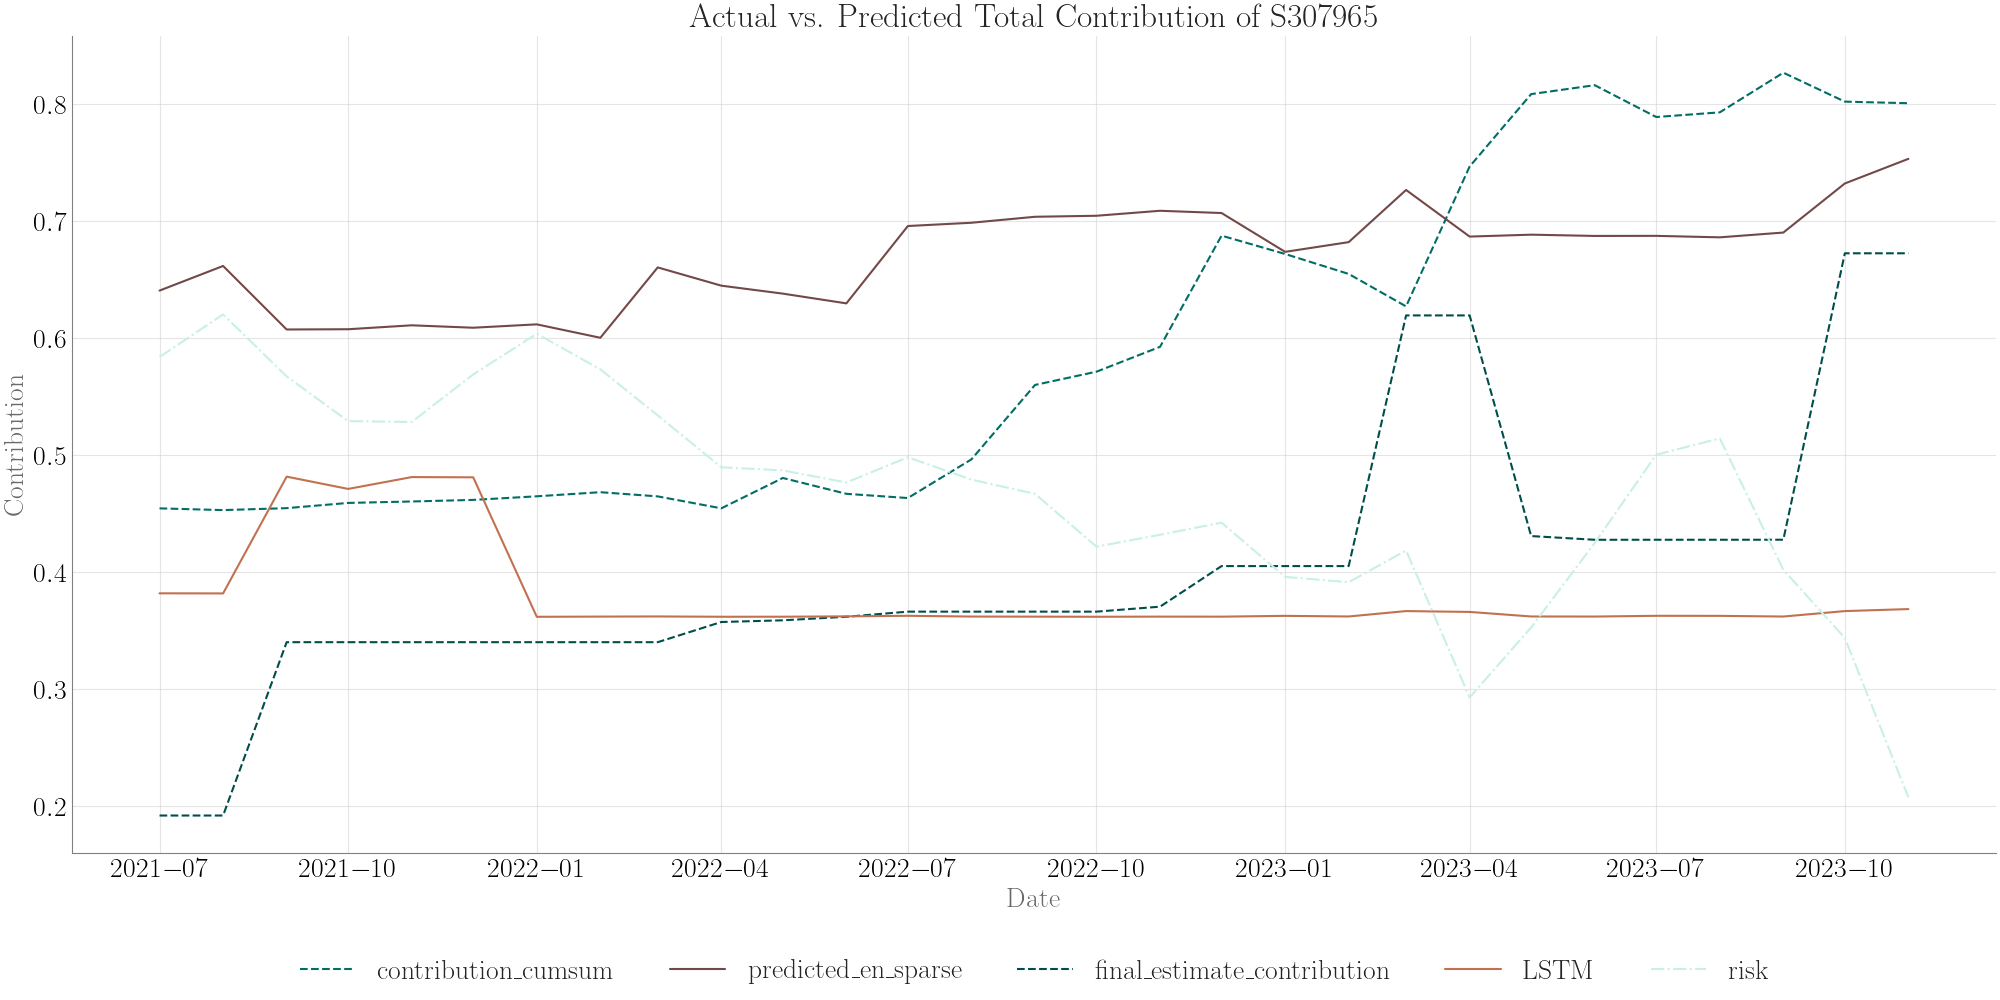 Actual vs. Predicted Total Contribution of S307965
0.8
0.7
0.6
0.5
0.4
0.3
0.2
Contribution
2021−07 2021−10 2022−01 2022−04 2022−07 2022−10 2023−01 2023−04 2023−07 2023−10
Date
contribution_cumsum predicted_en_sparse final_estimate_contribution LSTM risk